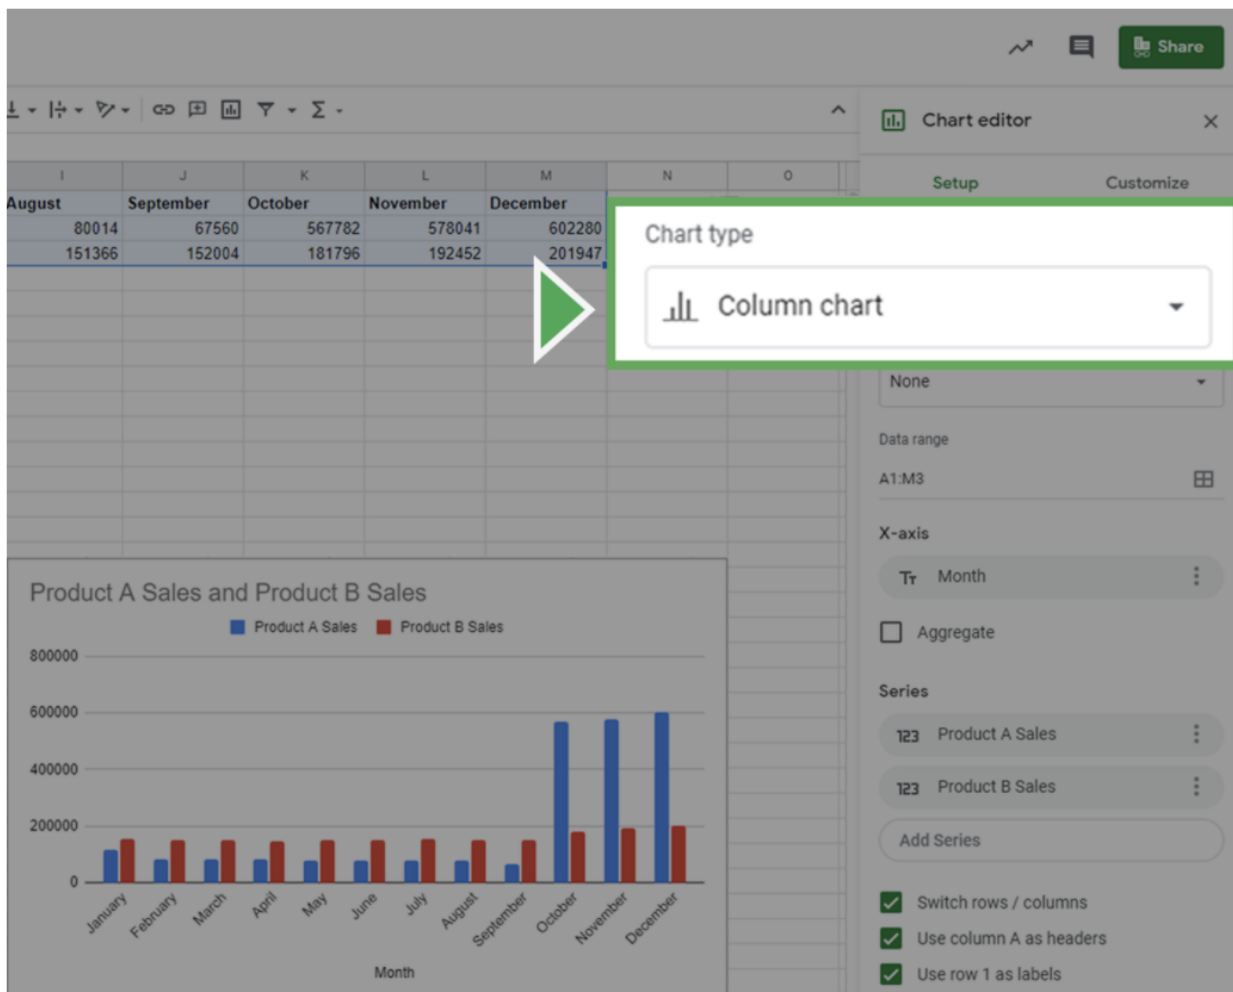 Share
Σ
Chart editor
Setup
Customize
I J K L M N O
August September October November December
80014 67560 567782 578041 602280
151366 152004 181796 192452 201947
Chart type
Column chart
None
Data range
A1:M3
X-axis
Tт Month
Aggregate
Series
123 Product A Sales
123 Product B Sales
Add Series
Switch rows / columns
Use column A as headers
Use row 1 as labels
Product A Sales and Product B Sales
Product A Sales Product B Sales
800000
600000
400000
200000
0
January February March April May June July August September October November December
Month